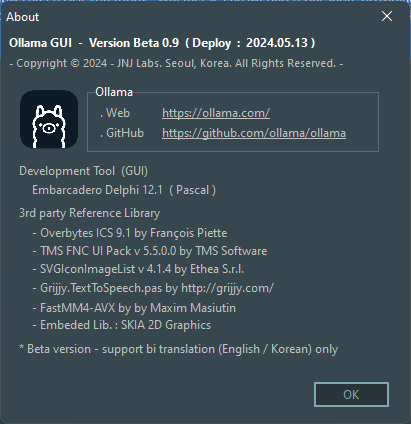 About
Ollama GUI - Version Beta 0.9 ( Deploy : 2024.05.13 )
- Copyright © 2024 - JNJ Labs. Seoul, Korea. All Rights Reserved. -
Ollama
. Web https://ollama.com/
. GitHub https://github.com/ollama/ollama
Development Tool (GUI)
Embarcadero Delphi 12.1 ( Pascal )
3rd party Reference Library
- Overbytes ICS 9.1 by François Piette
- TMS FNC UI Pack v 5.5.0.0 by TMS Software
- SVGIconImageList v 4.1.4 by Ethea S.r.l.
- Grijjy.TextToSpeech.pas by http://grijjy.com/
- FastMM4-AVX by by Maxim Masiutin
- Embeded Lib. : SKIA 2D Graphics
* Beta version - support bi translation (English / Korean) only
OK